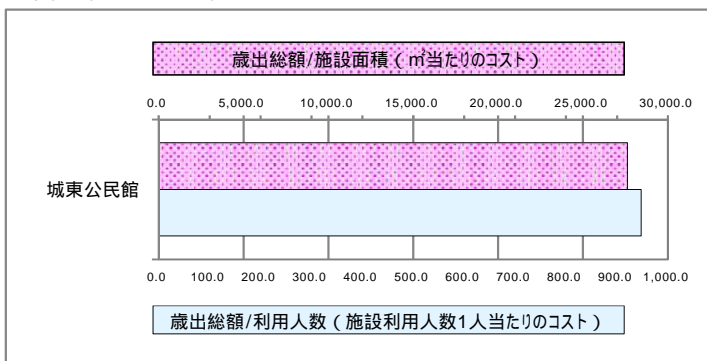 歳出総額/施設面積（㎡当たりのコスト）
0.0 5,000.0 10,000.0 15,000.0 20,000.0 25,000.0 30,000.0
城東公民館
0.0 100.0 200.0 300.0 400.0 500.0 600.0 700.0 800.0 900.0 1,000.0
歳出総額/利用人数（施設利用人数1人当たりのコスト）